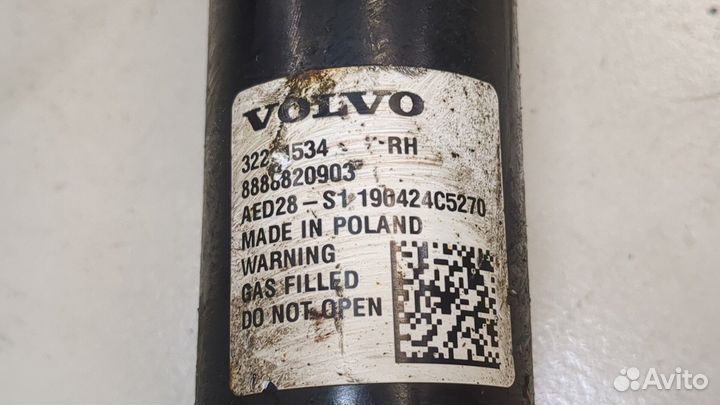 VOLVO
RH
8888820903
AED28-S1 190424C5270
MADE IN POLAND
WARNING
GAS FILLED
DO NOT OPEN
Avito